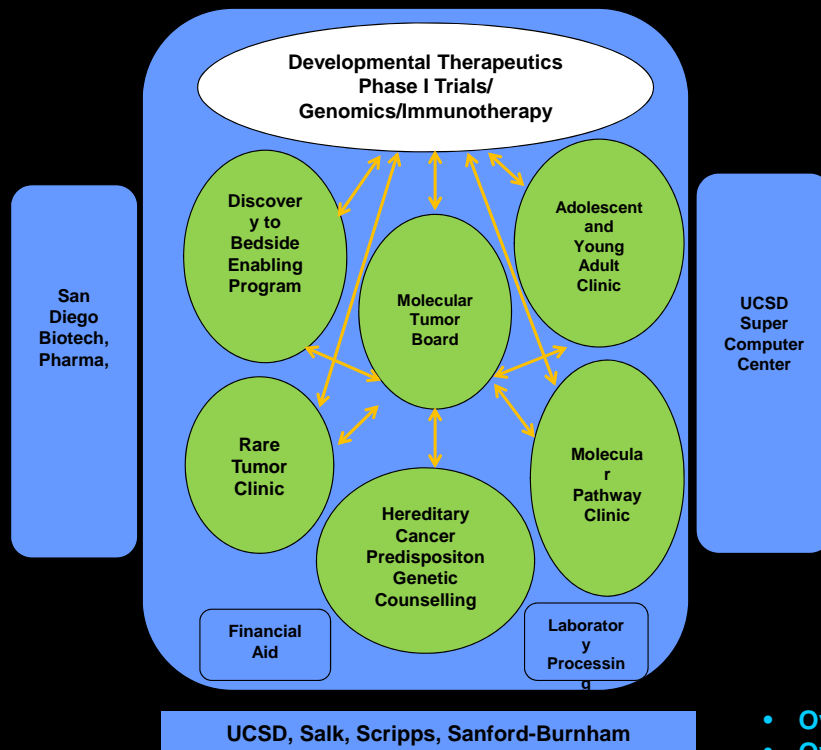 Developmental Therapeutics
Phase I Trials/
Genomics/Immunotherapy
Discover
y to
Bedside
Enabling
Program
Adolescent
and
Young
Adult
Clinic
Molecular
Tumor
Board
San
Diego
Biotech,
Pharma,
UCSD
Super
Computer
Center
Rare
Tumor
Clinic
Molecula
r
Pathway
Clinic
Hereditary
Cancer
Predispositon
Genetic
Counselling
Financial
Aid
Laborator
y
Processin
g
UCSD, Salk, Scripps, Sanford-Burnham